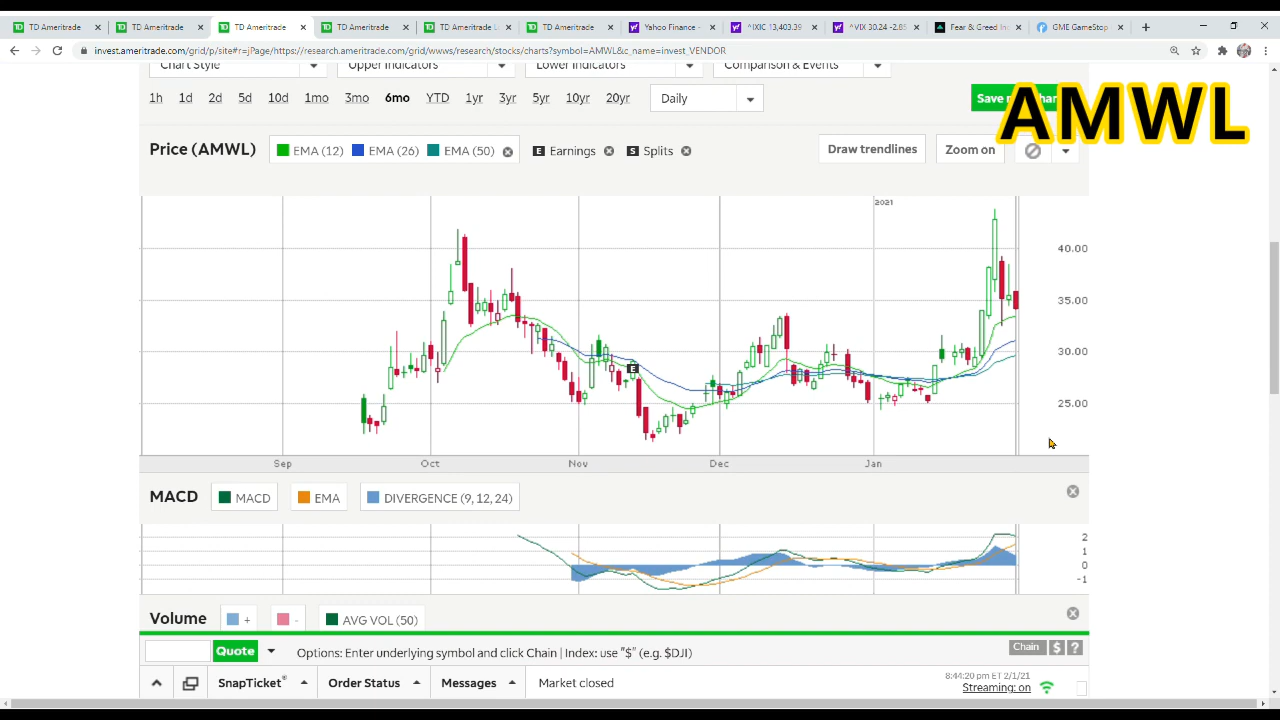 TD Ameritrade TD Ameritrade TD Ameritrade TD Ameritrade TD Ameritrade L TD Ameritrade Yahoo Finance - ^IXIC 13,403.39 ^VIX 30.24 -2.85 Fear & Greed In GME GameStop
invest.ameritrade.com/grid/p/site#r=jPage/https://research.ameritrade.com/grid/wwws/research/stocks/charts?symbol=AMWL&c_name=invest_VENDOR
Chart Style Upper Indicators Lower Indicators Comparison & Events
1h 1d 2d 5d 10d 1mo 3mo 6mo YTD 1yr 3yr 5yr 10yr 20yr Daily
AMWL
Price (AMWL) EMA (12) EMA (26) EMA (50) E Earnings S Splits Draw trendlines Zoom on
2021
40.00
35.00
30.00
E
25.00
Sep Oct Nov Dec Jan
MACD MACD EMA DIVERGENCE (9, 12, 24)
2
1
0
-1
Volume + - AVG VOL (50)
Quote Options: Enter underlying symbol and click Chain | Index: use "$" (e.g. $DJI) Chain $ ?
SnapTicket® Order Status Messages Market closed 8:44:20 pm ET 2/1/21
Streaming: on